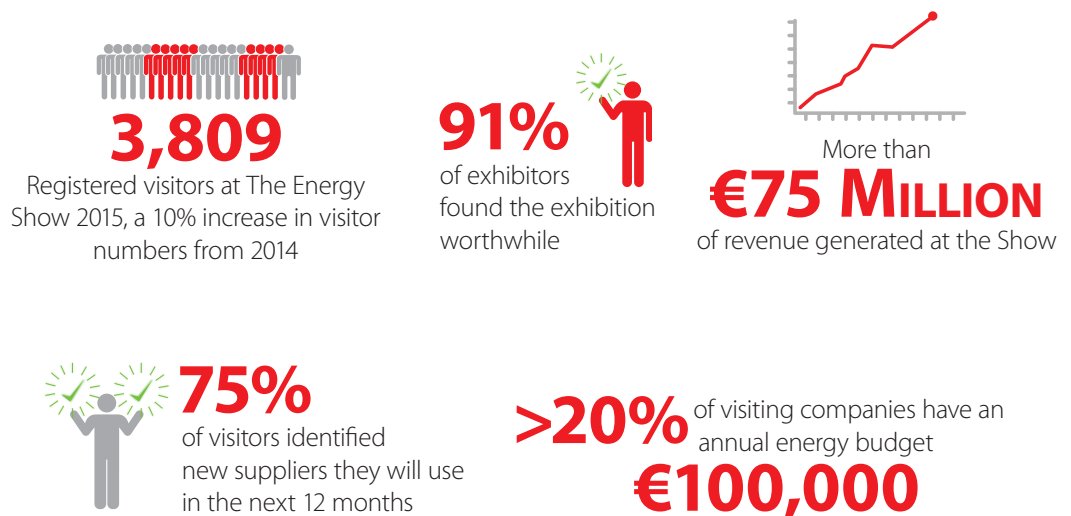 3,809
Registered visitors at The Energy
Show 2015, a 10% increase in visitor
numbers from 2014
91%
of exhibitors
found the exhibition
worthwhile
More than
€75 MILLION
of revenue generated at the Show
75%
of visitors identified
new suppliers they will use
in the next 12 months
>20% of visiting companies have an
annual energy budget
€100,000